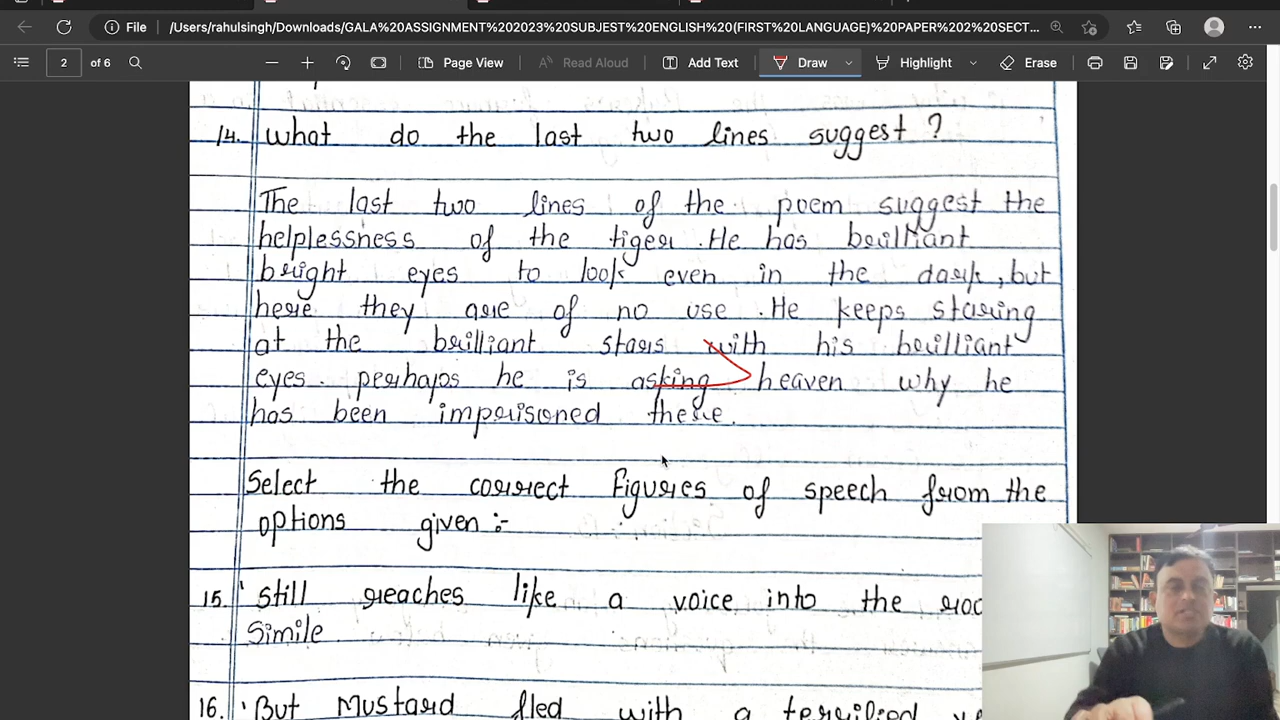 File /Users/rahulsingh/Downloads/GALA%20ASSIGNMENT%202023%20SUBJEST%20ENGLISH%20(FIRST%20LANGUAGE)%20PAPER%202%20SECT...
2 of 6 Page View Read Aloud Add Text Draw Highlight Erase
14. What do the last two lines suggest ?
The last two lines of the poem suggest the
helplessness of the tiger. He has brilliant
bright eyes to look even in the dark, but
here they are of no use. He keeps staring
at the brilliant stars with his brilliant
eyes. perhaps he is asking heaven why he
has been imprisoned there.
Select the correct figures of speech from the
options given :-
15. 'Still reaches like a voice into the
Simile
16. 'But Mustard fled with a terrified